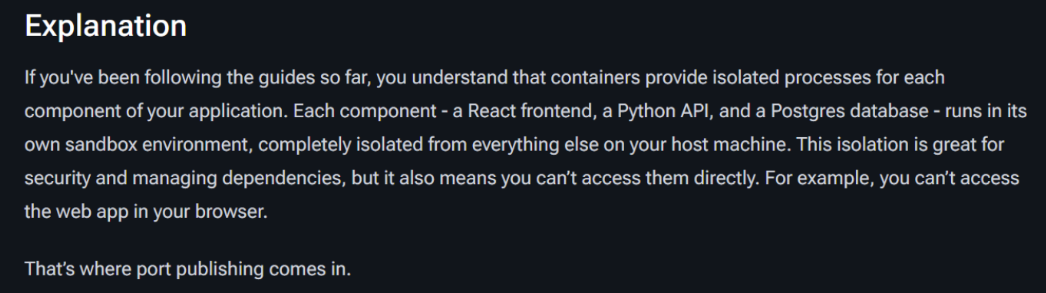 Explanation
If you've been following the guides so far, you understand that containers provide isolated processes for each
component of your application. Each component - a React frontend, a Python API, and a Postgres database - runs in its
own sandbox environment, completely isolated from everything else on your host machine. This isolation is great for
security and managing dependencies, but it also means you can’t access them directly. For example, you can’t access
the web app in your browser.
That’s where port publishing comes in.